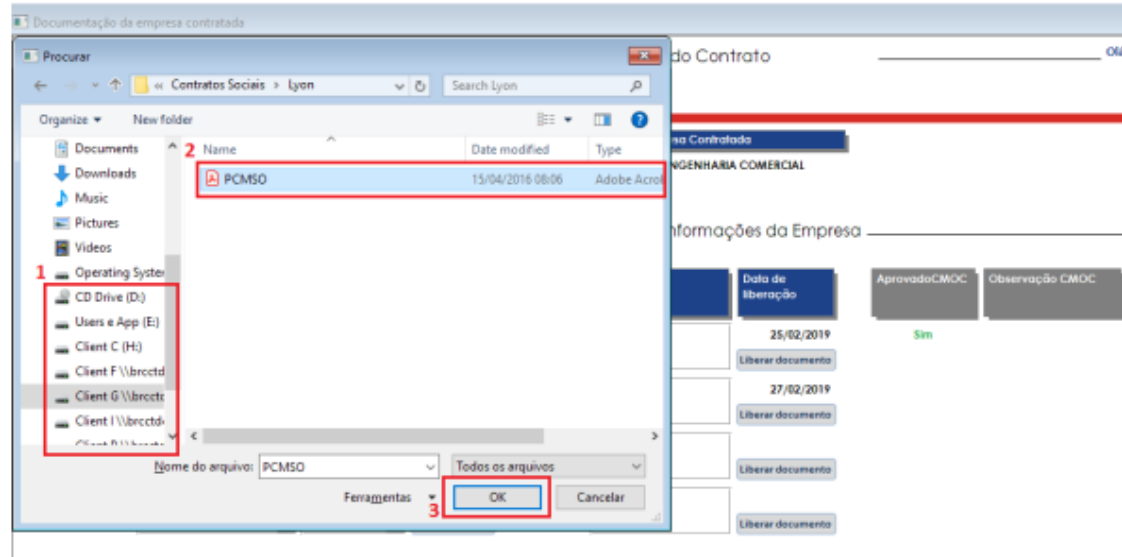 Documentação da empresa contratada
Procurar
do Contrato
« Contratos Sociais > Lyon
Search Lyon
Organize
New folder
Documents
Downloads
Music
Pictures
Videos
1
Operating Syste
CD Drive (D:)
Users e App (E:)
Client C (H:)
Client F \\brcctd
Client G \\brcctd
Client I \\brcctd
2 Name
Date modified
Type
PCMSO
15/04/2016 08:06
Adobe Acrol
Nome do arquivo: PCMSO
Todos os arquivos
Ferramentas
3
OK
Cancelar
sa Contratada
NGENHARIA COMERCIAL
nformações da Empresa
Data de
liberação
AprovadoCMOC
Observação CMOC
25/02/2019
Sim
Liberar documento
27/02/2019
Liberar documento
Liberar documento
Liberar documento